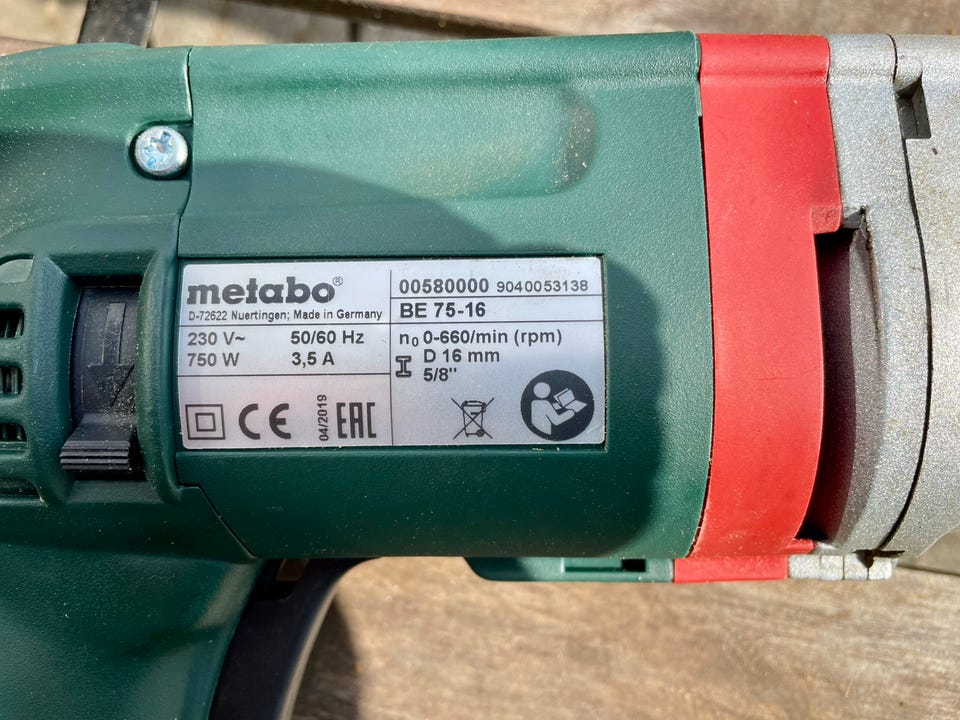 metabo®
D-72622 Nuertingen; Made in Germany
230 V~ 50/60 Hz
750 W 3,5 A
CE 04/2019 EAC
00580000 9040053138
BE 75-16
n₀ 0-660/min (rpm)
D 16 mm
5/8"